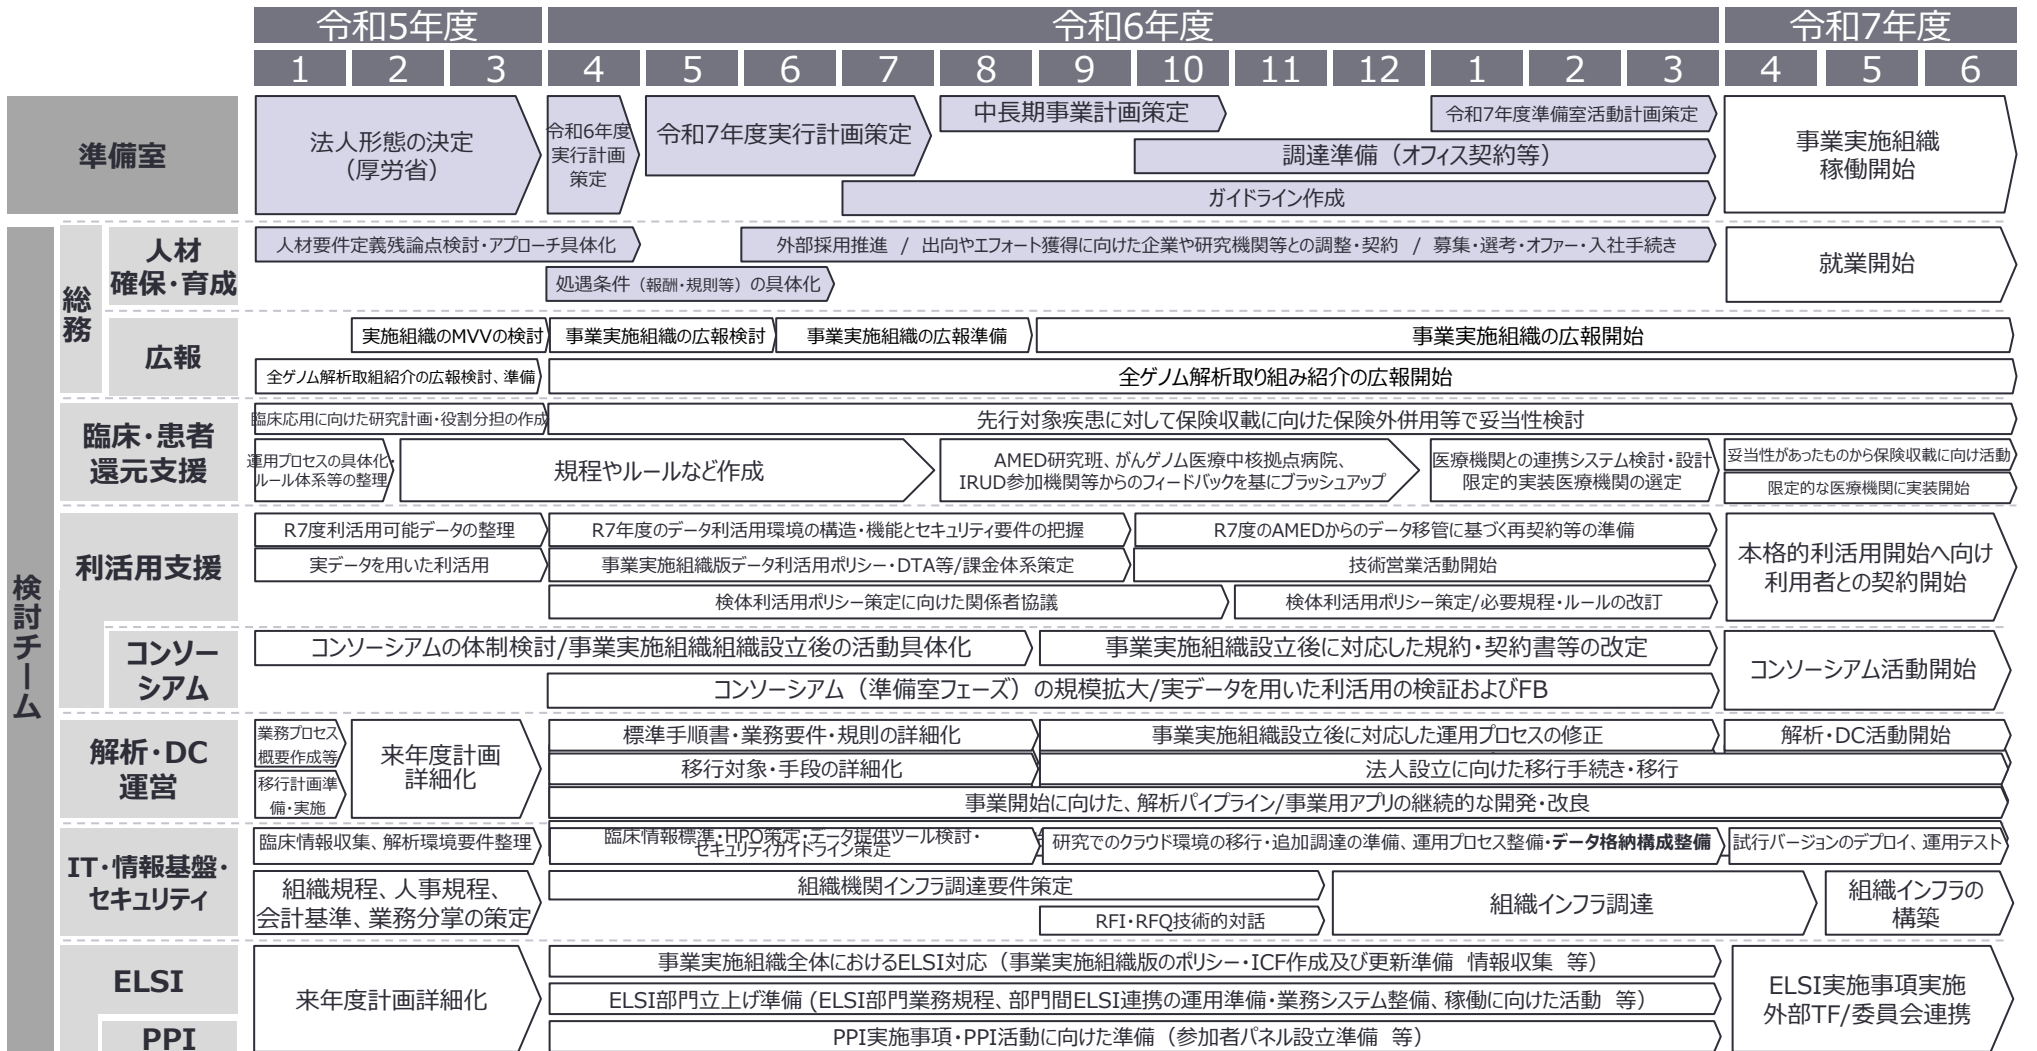 令和5年度
令和6年度
令和7年度
1 2 3 4 5 6 7 8 9 10 11 12 1 2 3 4 5 6
準備室
法人形態の決定
（厚労省）
令和6年度
実行計画
策定
令和7年度実行計画策定
中長期事業計画策定
令和7年度準備室活動計画策定
調達準備（オフィス契約等）
ガイドライン作成
事業実施組織
稼働開始
検討チーム
総務
人材
確保・育成
人材要件定義残論点検討・アプローチ具体化
外部採用推進 / 出向やエフォート獲得に向けた企業や研究機関等との調整・契約 / 募集・選考・オファー・入社手続き
処遇条件（報酬・規則等）の具体化
就業開始
広報
実施組織のMVVの検討
事業実施組織の広報検討
事業実施組織の広報準備
事業実施組織の広報開始
全ゲノム解析取組紹介の広報検討、準備
全ゲノム解析取り組み紹介の広報開始
臨床・患者
還元支援
臨床応用に向けた研究計画・役割分担の作成
先行対象疾患に対して保険収載に向けた保険外併用等で妥当性検討
運用プロセスの具体化・
ルール体系等の整理
規程やルールなど作成
AMED研究班、がんゲノム医療中核拠点病院、
IRUD参加機関等からのフィードバックを基にブラッシュアップ
医療機関との連携システム検討・設計
限定的実装医療機関の選定
妥当性があったものから保険収載に向け活動
限定的な医療機関に実装開始
利活用支援
R7度利活用可能データの整理
R7年度のデータ利活用環境の構造・機能とセキュリティ要件の把握
R7度のAMEDからのデータ移管に基づく再契約等の準備
実データを用いた利活用
事業実施組織版データ利活用ポリシー・DTA等/課金体系策定
技術営業活動開始
検体利活用ポリシー策定に向けた関係者協議
検体利活用ポリシー策定/必要規程・ルールの改訂
本格的利活用開始へ向け
利用者との契約開始
コンソー
シアム
コンソーシアムの体制検討/事業実施組織組織設立後の活動具体化
事業実施組織設立後に対応した規約・契約書等の改定
コンソーシアム（準備室フェーズ）の規模拡大/実データを用いた利活用の検証およびFB
コンソーシアム活動開始
解析・DC
運営
業務プロセス
概要作成等
移行計画準
備・実施
来年度計画
詳細化
標準手順書・業務要件・規則の詳細化
事業実施組織設立後に対応した運用プロセスの修正
解析・DC活動開始
移行対象・手段の詳細化
法人設立に向けた移行手続き・移行
事業開始に向けた、解析パイプライン/事業用アプリの継続的な開発・改良
IT・情報基盤・
セキュリティ
臨床情報収集、解析環境要件整理
臨床情報標準・HPO策定・データ提供ツール検討・
セキュリティガイドライン策定
研究でのクラウド環境の移行・追加調達の準備、運用プロセス整備・データ格納構成整備
試行バージョンのデプロイ、運用テスト
組織規程、人事規程、
会計基準、業務分掌の策定
組織機関インフラ調達要件策定
RFI・RFQ技術的対話
組織インフラ調達
組織インフラの
構築
ELSI
来年度計画詳細化
事業実施組織全体におけるELSI対応（事業実施組織版のポリシー・ICF作成及び更新準備 情報収集 等）
ELSI部門立上げ準備 (ELSI部門業務規程、部門間ELSI連携の運用準備・業務システム整備、稼働に向けた活動 等）
ELSI実施事項実施
外部TF/委員会連携
PPI
PPI実施事項・PPI活動に向けた準備（参加者パネル設立準備 等）